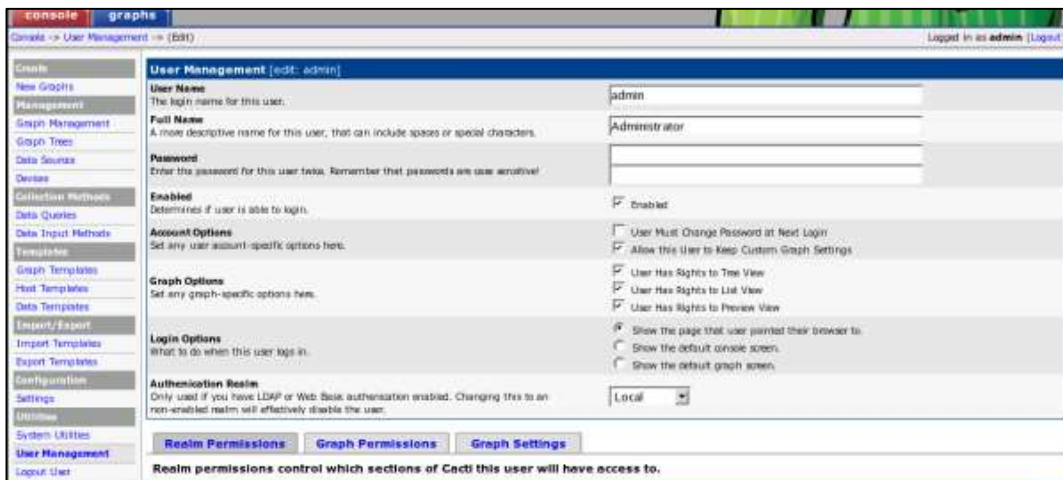 console graphs
Console -> User Management -> (Edit)
Logged in as admin (Logout
Create
New Graphs
Management
Graph Management
Graph Trees
Data Sources
Devices
Collection Methods
Data Queries
Data Input Methods
Templates
Graph Templates
Host Templates
Data Templates
Import/Export
Import Templates
Export Templates
Configuration
Settings
Utilities
System Utilities
User Management
Logout User
User Management [edit: admin]
User Name
The login name for this user.
admin
Full Name
A more descriptive name for this user, that can include spaces or special characters.
Administrator
Password
Enter the password for this user twice. Remember that passwords are case sensitive!
Enabled
Determines if user is able to login.
Enabled
Account Options
Set any user account-specific options here.
User Must Change Password at Next Login
Allow this User to Keep Custom Graph Settings
Graph Options
Set any graph-specific options here.
User Has Rights to Tree View
User Has Rights to List View
User Has Rights to Preview View
Login Options
What to do when this user logs in.
Show the page that user pointed their browser to.
Show the default console screen.
Show the default graph screen.
Authenication Realm
Only used if you have LDAP or Web Basic authentication enabled. Changing this to an
non-enabled realm will effectively disable the user.
Local
Realm Permissions Graph Permissions Graph Settings
Realm permissions control which sections of Cacti this user will have access to.